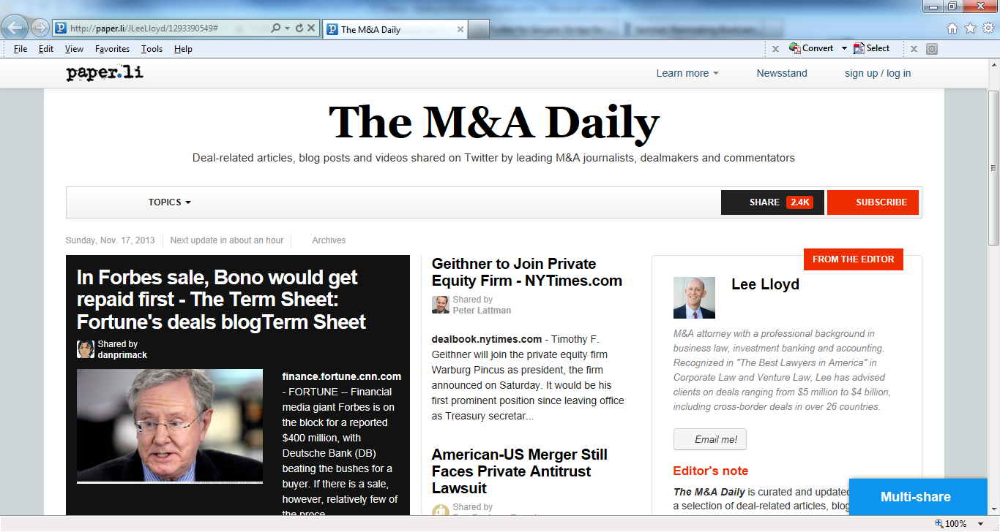 http://paper.li/JLeeLloyd/1293390549#
The M&A Daily
File Edit View Favorites Tools Help
Convert Select
paper.li
Learn more Newsstand sign up / log in
The M&A Daily
Deal-related articles, blog posts and videos shared on Twitter by leading M&A journalists, dealmakers and commentators
TOPICS
SHARE 2.4K SUBSCRIBE
Sunday, Nov. 17, 2013 Next update in about an hour Archives
In Forbes sale, Bono would get
repaid first - The Term Sheet:
Fortune's deals blogTerm Sheet
Shared by
danprimack
finance.fortune.cnn.com
- FORTUNE -- Financial
media giant Forbes is on
the block for a reported
$400 million, with
Deutsche Bank (DB)
beating the bushes for a
buyer. If there is a sale,
however, relatively few of
the proce
Geithner to Join Private
Equity Firm - NYTimes.com
Shared by
Peter Lattman
dealbook.nytimes.com - Timothy F.
Geithner will join the private equity firm
Warburg Pincus as president, the firm
announced on Saturday. It would be his
first prominent position since leaving office
as Treasury secretar...
American-US Merger Still
Faces Private Antitrust
Lawsuit
Shared by
FROM THE EDITOR
Lee Lloyd
M&A attorney with a professional background in
business law, investment banking and accounting.
Recognized in "The Best Lawyers in America" in
Corporate Law and Venture Law, Lee has advised
clients on deals ranging from $5 million to $4 billion,
including cross-border deals in over 26 countries.
Email me!
Editor's note
The M&A Daily is curated and update
a selection of deal-related articles, blog
Multi-share
100%